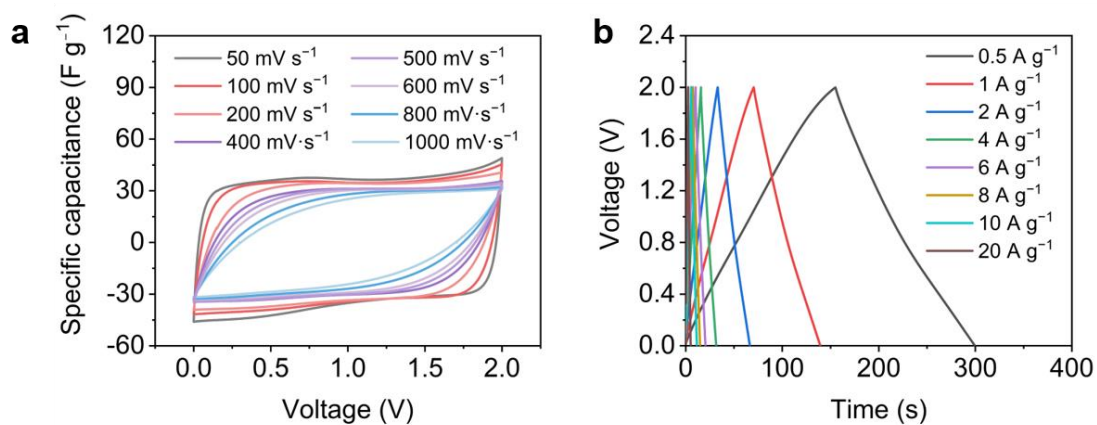 a
Specific capacitance (F g⁻¹)
120
90
60
30
0
-30
-60
50 mV s⁻¹
100 mV s⁻¹
200 mV s⁻¹
400 mV·s⁻¹
500 mV s⁻¹
600 mV s⁻¹
800 mV·s⁻¹
1000 mV·s⁻¹
0.0 0.5 1.0 1.5 2.0
Voltage (V)
b
Voltage (V)
2.4
2.0
1.6
1.2
0.8
0.4
0.0
0.5 A g⁻¹
1 A g⁻¹
2 A g⁻¹
4 A g⁻¹
6 A g⁻¹
8 A g⁻¹
10 A g⁻¹
20 A g⁻¹
0 100 200 300 400
Time (s)